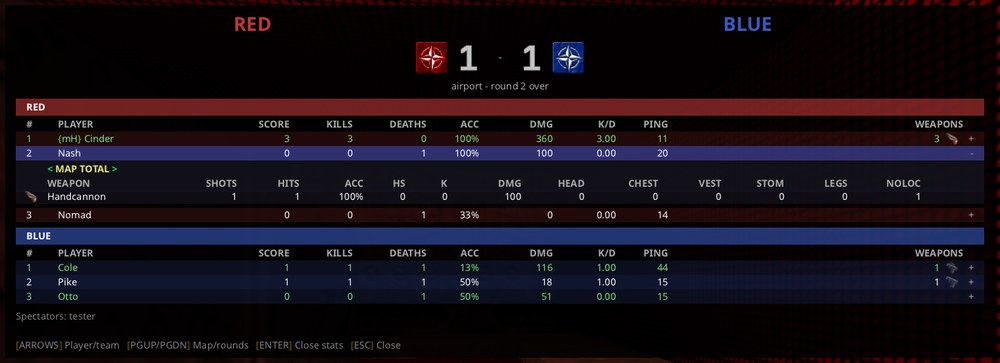 RED BLUE
1 - 1
airport - round 2 over
RED
# PLAYER SCORE KILLS DEATHS ACC DMG K/D PING WEAPONS
1 {mH} Cinder 3 3 0 100% 360 3.00 11 3 +
2 Nash 0 0 1 100% 100 0.00 20 -
< MAP TOTAL >
WEAPON SHOTS HITS ACC HS K DMG HEAD CHEST VEST STOM LEGS NOLOC
Handcannon 1 1 100% 0 0 100 0 0 0 0 0 1
3 Nomad 0 0 1 33% 0 0.00 14 +
BLUE
# PLAYER SCORE KILLS DEATHS ACC DMG K/D PING WEAPONS
1 Cole 1 1 1 13% 116 1.00 44 1 +
2 Pike 1 1 1 50% 18 1.00 15 1 +
3 Otto 0 0 1 50% 51 0.00 15 +
Spectators: tester
[ARROWS] Player/team [PGUP/PGDN] Map/rounds [ENTER] Close stats [ESC] Close